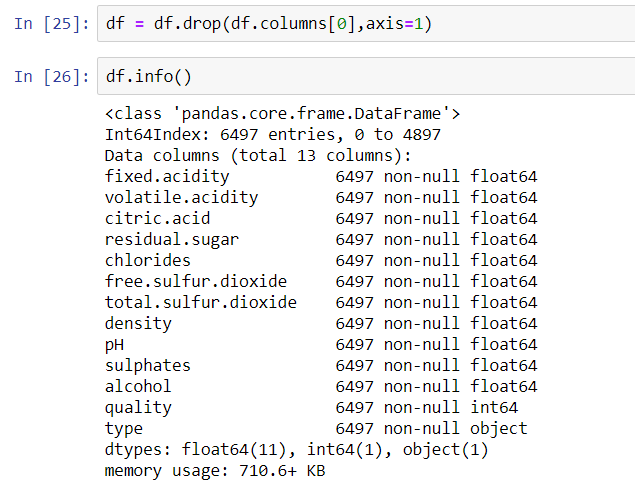 In [25]: df = df.drop(df.columns[0],axis=1)
In [26]: df.info()
<class 'pandas.core.frame.DataFrame'>
Int64Index: 6497 entries, 0 to 4897
Data columns (total 13 columns):
fixed.acidity 6497 non-null float64
volatile.acidity 6497 non-null float64
citric.acid 6497 non-null float64
residual.sugar 6497 non-null float64
chlorides 6497 non-null float64
free.sulfur.dioxide 6497 non-null float64
total.sulfur.dioxide 6497 non-null float64
density 6497 non-null float64
pH 6497 non-null float64
sulphates 6497 non-null float64
alcohol 6497 non-null float64
quality 6497 non-null int64
type 6497 non-null object
dtypes: float64(11), int64(1), object(1)
memory usage: 710.6+ KB